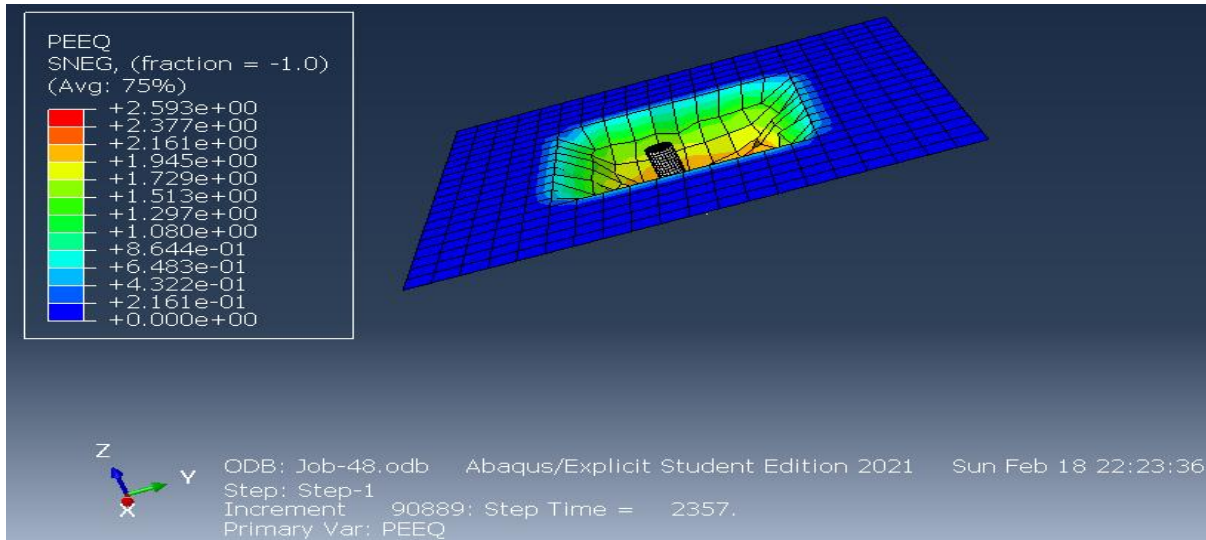 PEEQ
SNEG, (fraction = -1.0)
(Avg: 75%)
+2.593e+00
+2.377e+00
+2.161e+00
+1.945e+00
+1.729e+00
+1.513e+00
+1.297e+00
+1.080e+00
+8.644e-01
+6.483e-01
+4.322e-01
+2.161e-01
+0.000e+00
Z
Y
X
ODB: Job-48.odb Abaqus/Explicit Student Edition 2021 Sun Feb 18 22:23:36
Step: Step-1
Increment 90889: Step Time = 2357.
Primary Var: PEEQ